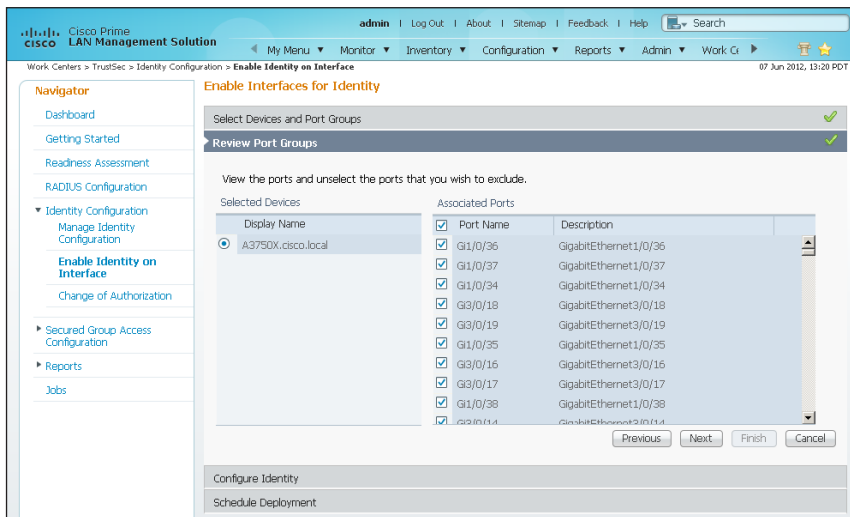 admin | Log Out | About | Sitemap | Feedback | Help Search
cisco Cisco Prime
LAN Management Solution
My Menu ▼ Monitor ▼ Inventory ▼ Configuration ▼ Reports ▼ Admin ▼ Work Ce
Work Centers > TrustSec > Identity Configuration > Enable Identity on Interface 07 Jun 2012, 13:20 PDT
Navigator
Dashboard
Getting Started
Readiness Assessment
RADIUS Configuration
Identity Configuration
Manage Identity
Configuration
Enable Identity on
Interface
Change of Authorization
Secured Group Access
Configuration
Reports
Jobs
Enable Interfaces for Identity
Select Devices and Port Groups
Review Port Groups
View the ports and unselect the ports that you wish to exclude.
Selected Devices
Display Name
A3750X.cisco.local
Associated Ports
Port Name Description
Gi1/0/36 GigabitEthernet1/0/36
Gi1/0/37 GigabitEthernet1/0/37
Gi1/0/34 GigabitEthernet1/0/34
Gi3/0/18 GigabitEthernet3/0/18
Gi3/0/19 GigabitEthernet3/0/19
Gi1/0/35 GigabitEthernet1/0/35
Gi3/0/16 GigabitEthernet3/0/16
Gi3/0/17 GigabitEthernet3/0/17
Gi1/0/38 GigabitEthernet1/0/38
Gi3/0/14 GigabitEthernet3/0/14
Previous Next Finish Cancel
Configure Identity
Schedule Deployment